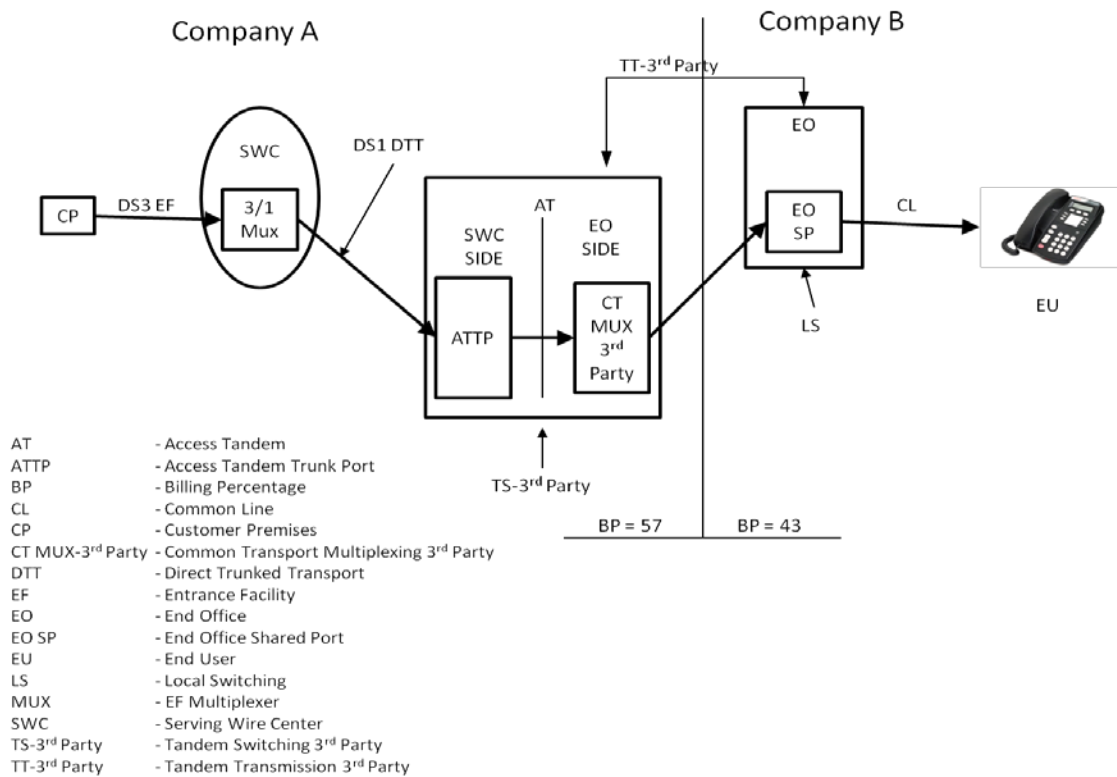 Company A
Company B
TT-3rd Party
EO
SWC
DS1 DTT
CP
DS3 EF
3/1
Mux
AT
SWC
SIDE
EO
SIDE
EO
SP
CL
ATTP
CT
MUX
3rd
Party
LS
EU
TS-3rd Party
BP = 57
BP = 43
AT - Access Tandem
ATTP - Access Tandem Trunk Port
BP - Billing Percentage
CL - Common Line
CP - Customer Premises
CT MUX-3rd Party - Common Transport Multiplexing 3rd Party
DTT - Direct Trunked Transport
EF - Entrance Facility
EO - End Office
EO SP - End Office Shared Port
EU - End User
LS - Local Switching
MUX - EF Multiplexer
SWC - Serving Wire Center
TS-3rd Party - Tandem Switching 3rd Party
TT-3rd Party - Tandem Transmission 3rd Party